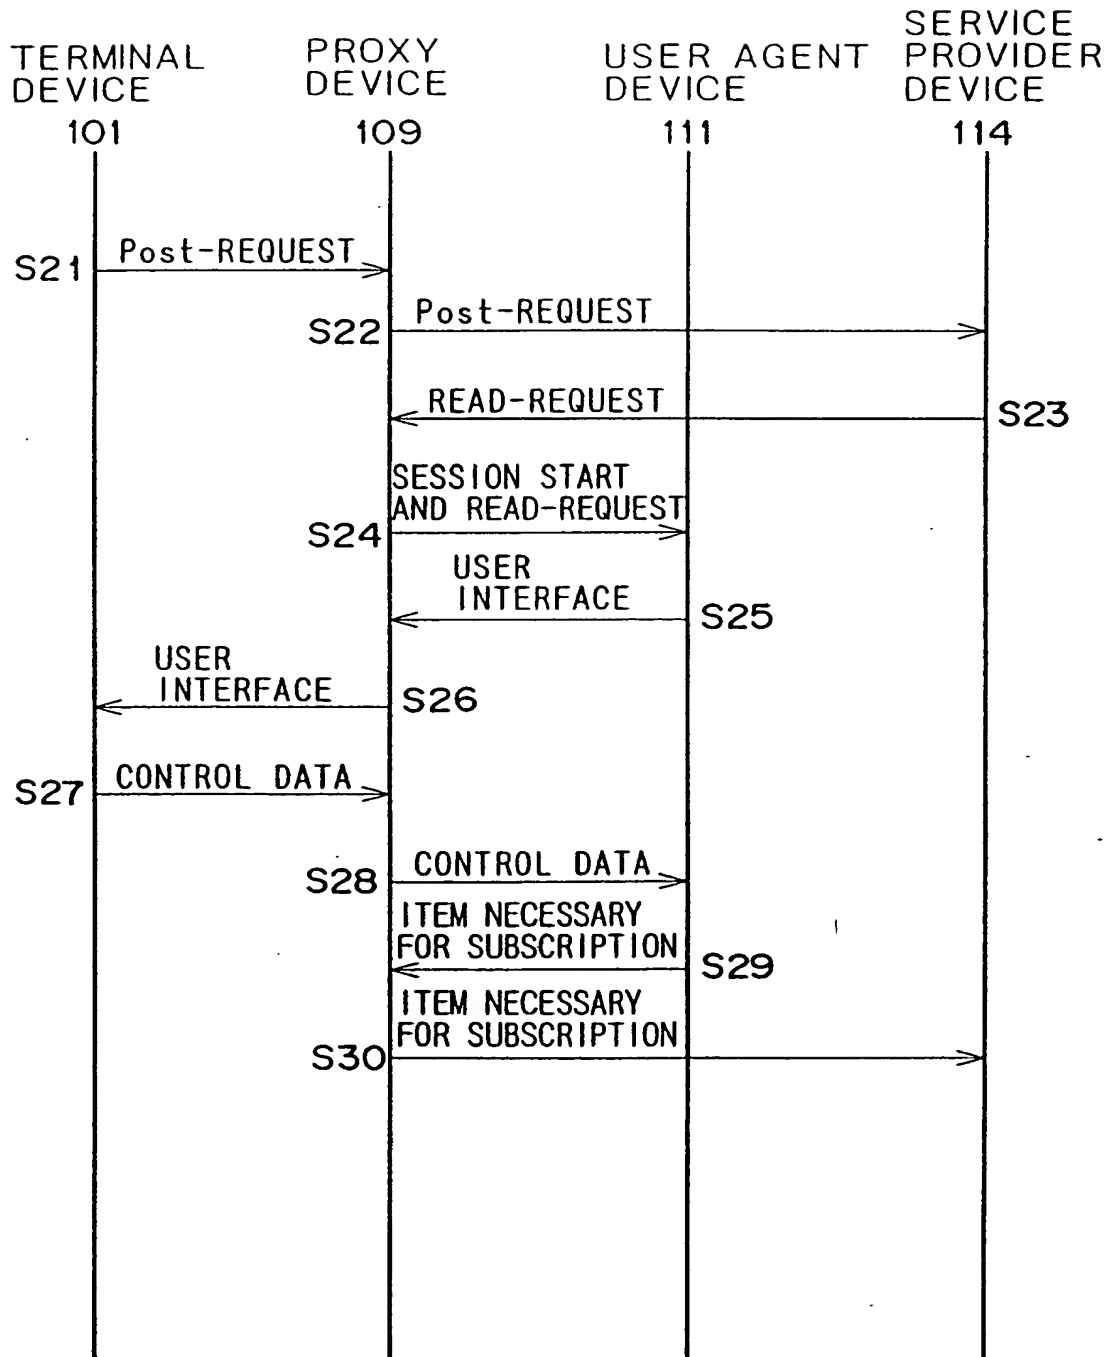 TERMINAL
DEVICE
101
PROXY
DEVICE
109
USER AGENT
DEVICE
111
SERVICE
PROVIDER
DEVICE
114
S21
Post-REQUEST
S22
Post-REQUEST
READ-REQUEST
S23
SESSION START
AND READ-REQUEST
S24
USER
INTERFACE
S25
USER
INTERFACE
S26
S27
CONTROL DATA
S28
CONTROL DATA
ITEM NECESSARY
FOR SUBSCRIPTION
S29
ITEM NECESSARY
FOR SUBSCRIPTION
S30